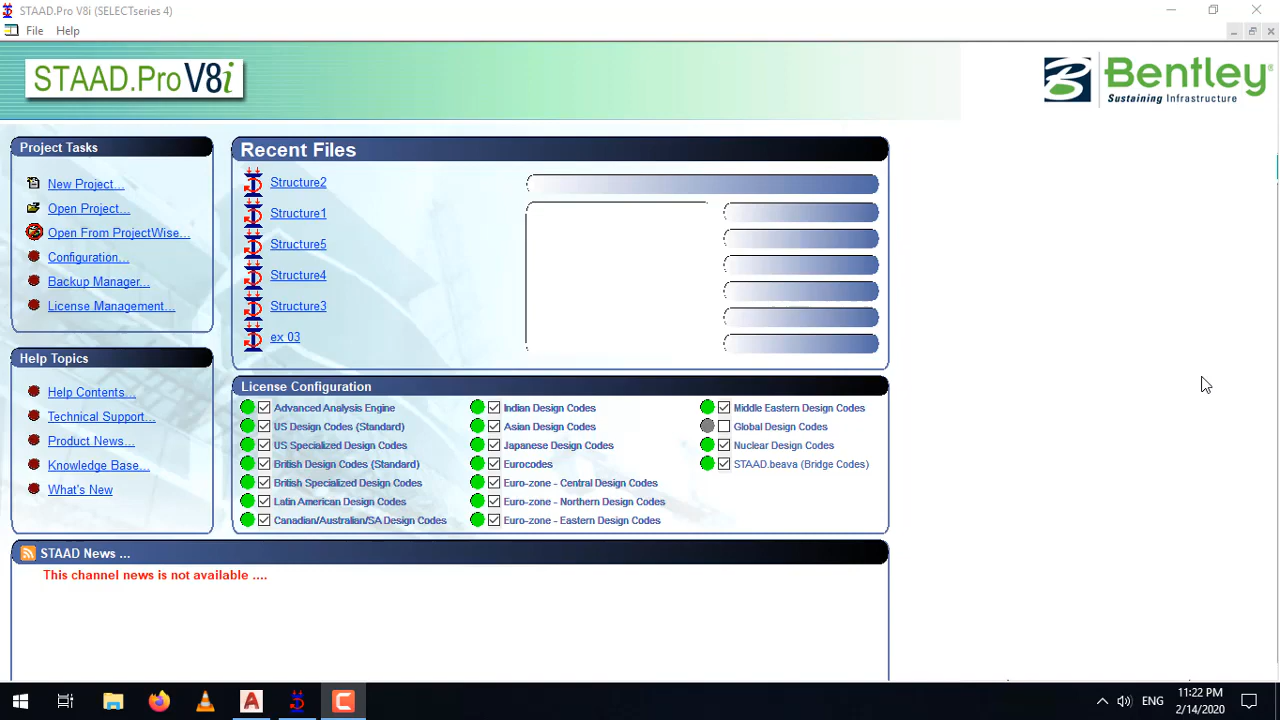 STAAD.Pro V8i (SELECTseries 4)
File Help
STAAD.Pro V8i
Bentley®
Sustaining Infrastructure
Project Tasks
New Project...
Open Project...
Open From ProjectWise...
Configuration...
Backup Manager...
License Management...
Recent Files
Structure2
Structure1
Structure5
Structure4
Structure3
ex 03
Help Topics
Help Contents...
Technical Support...
Product News...
Knowledge Base...
What's New
License Configuration
Advanced Analysis Engine
US Design Codes (Standard)
US Specialized Design Codes
British Design Codes (Standard)
British Specialized Design Codes
Latin American Design Codes
Canadian/Australian/SA Design Codes
Indian Design Codes
Asian Design Codes
Japanese Design Codes
Eurocodes
Euro-zone - Central Design Codes
Euro-zone - Northern Design Codes
Euro-zone - Eastern Design Codes
Middle Eastern Design Codes
Global Design Codes
Nuclear Design Codes
STAAD.beava (Bridge Codes)
STAAD News ...
This channel news is not available ....
A
C
ENG
11:22 PM
2/14/2020